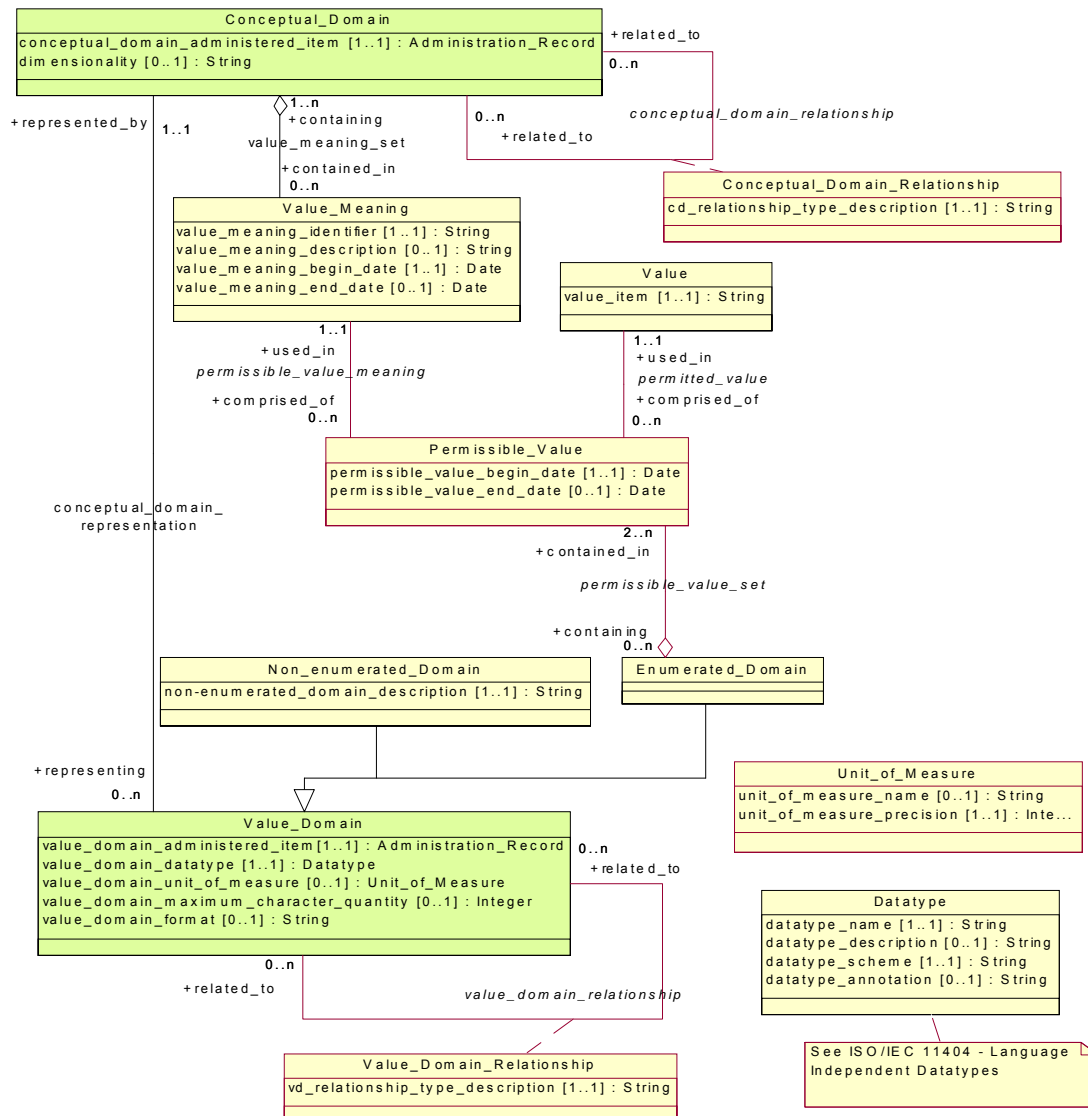 Conceptual_Domain
conceptual_domain_administered_item [1..1] : Administration_Record
dimensionality [0..1] : String
+related_to
0..n
+represented_by
1..1
1..n
+containing
value_meaning_set
+contained_in
0..n
0..n
+related_to
conceptual_domain_relationship
Conceptual_Domain_Relationship
cd_relationship_type_description [1..1] : String
Value_Meaning
value_meaning_identifier [1..1] : String
value_meaning_description [0..1] : String
value_meaning_begin_date [1..1] : Date
value_meaning_end_date [0..1] : Date
Value
value_item [1..1] : String
1..1
+used_in
permissible_value_meaning
+comprised_of
0..n
1..1
+used_in
permitted_value
+comprised_of
0..n
Permissible_Value
permissible_value_begin_date [1..1] : Date
permissible_value_end_date [0..1] : Date
conceptual_domain_
representation
2..n
+contained_in
permissible_value_set
+containing
0..n
Non_enumerated_Domain
non-enumerated_domain_description [1..1] : String
Enumerated_Domain
+representing
0..n
Unit_of_Measure
unit_of_measure_name [0..1] : String
unit_of_measure_precision [1..1] : Inte...
Value_Domain
value_domain_administered_item[1..1] : Administration_Record
value_domain_datatype [1..1] : Datatype
value_domain_unit_of_measure [0..1] : Unit_of_Measure
value_domain_maximum_character_quantity [0..1] : Integer
value_domain_format [0..1] : String
0..n
+related_to
0..n
+related_to
value_domain_relationship
Datatype
datatype_name [1..1] : String
datatype_description [0..1] : String
datatype_scheme [1..1] : String
datatype_annotation [0..1] : String
See ISO/IEC 11404 - Language
Independent Datatypes
Value_Domain_Relationship
vd_relationship_type_description [1..1] : String